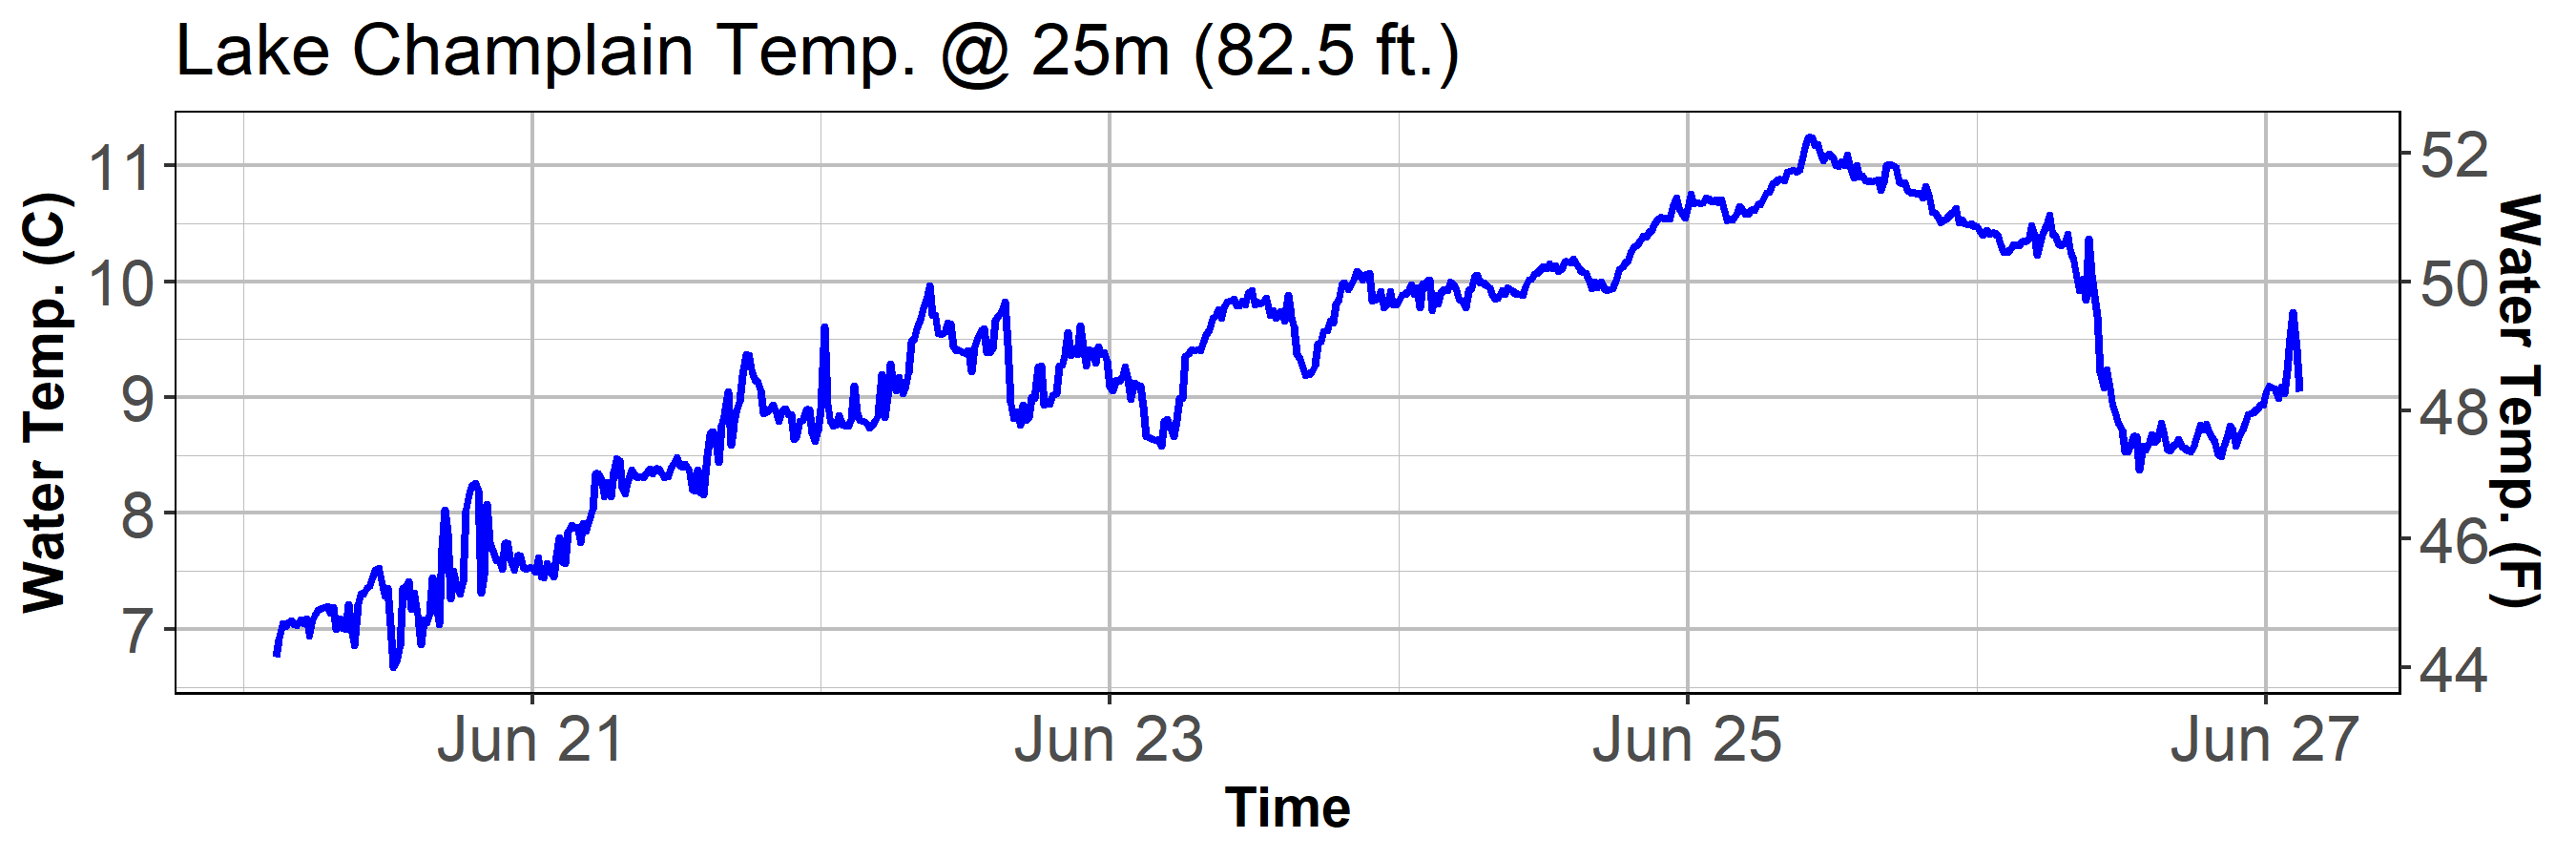 Lake Champlain Temp. @ 25m (82.5 ft.)
Water Temp. (C)
11
10
9
8
7
52
50
48
46
44
Water Temp. (F)
Jun 21 Jun 23 Jun 25 Jun 27
Time